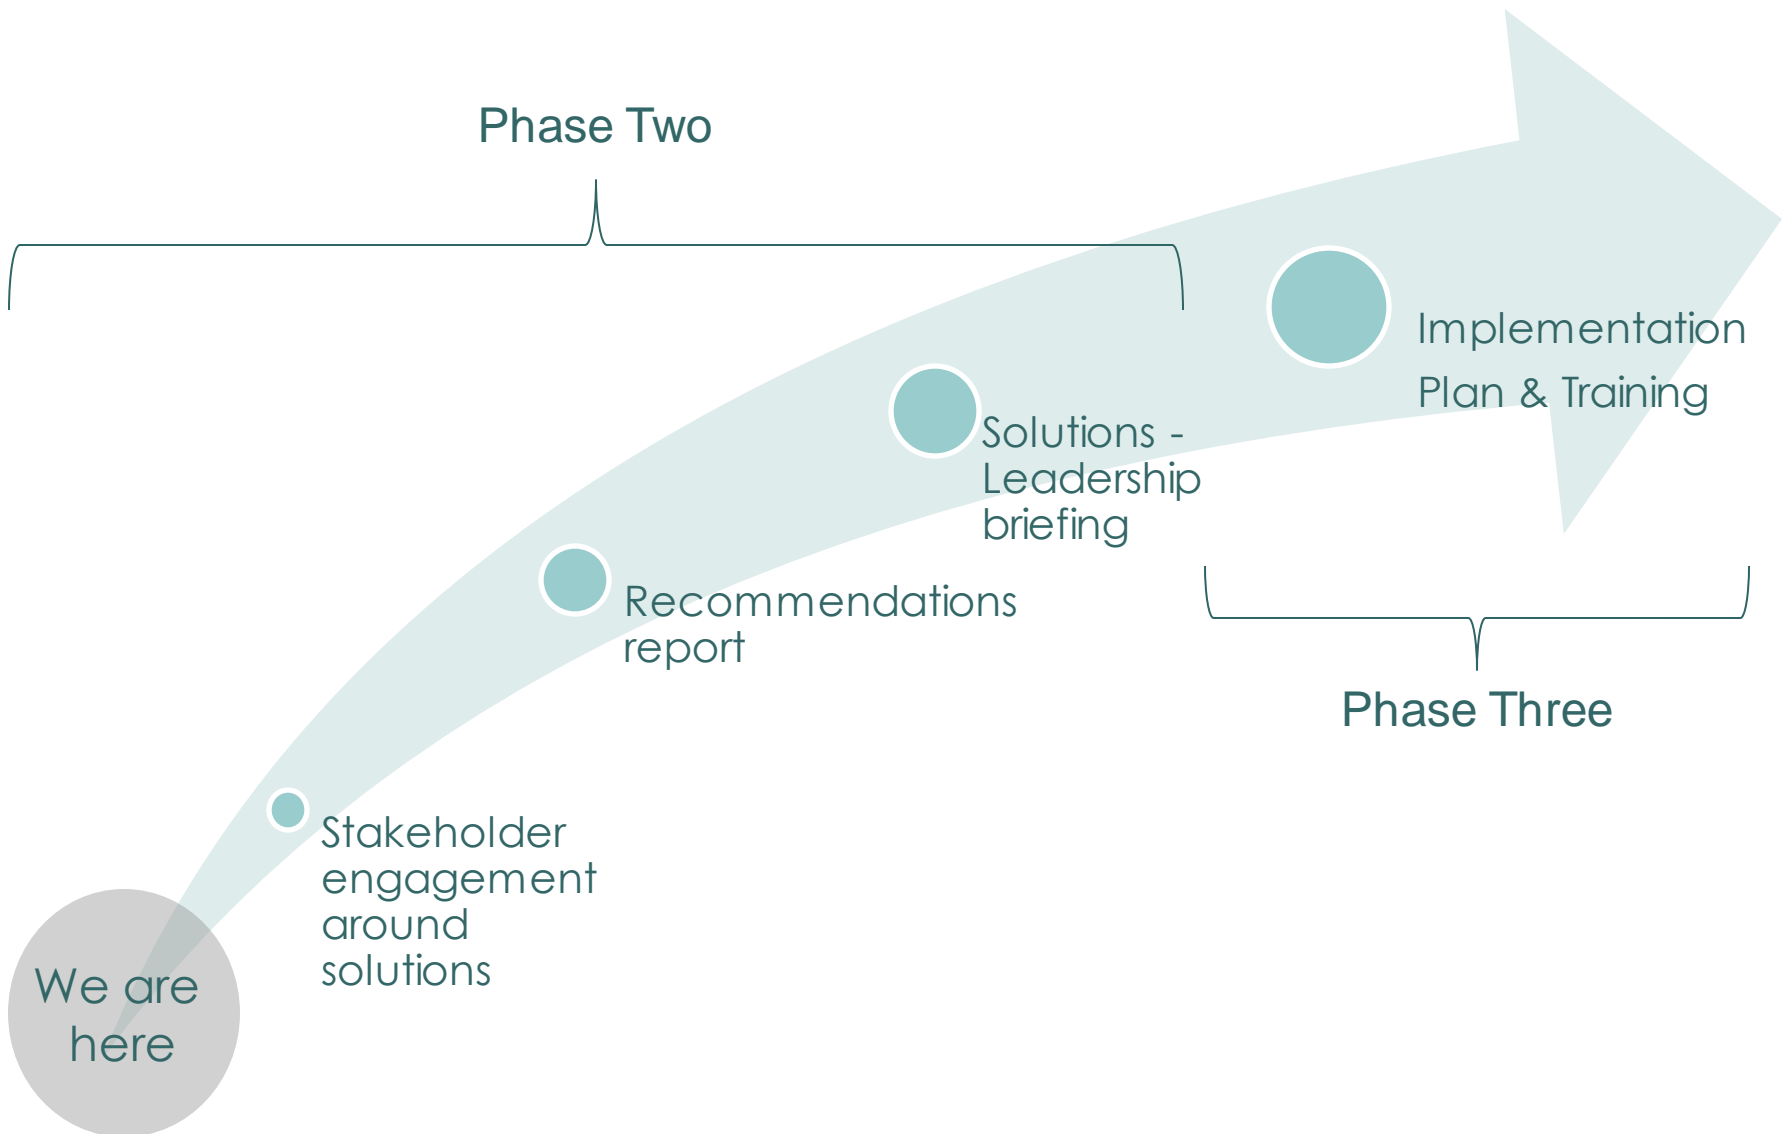 Phase Two
Implementation
Plan & Training
Solutions -
Leadership
briefing
Recommendations
report
Phase Three
Stakeholder
engagement
around
solutions
We are
here